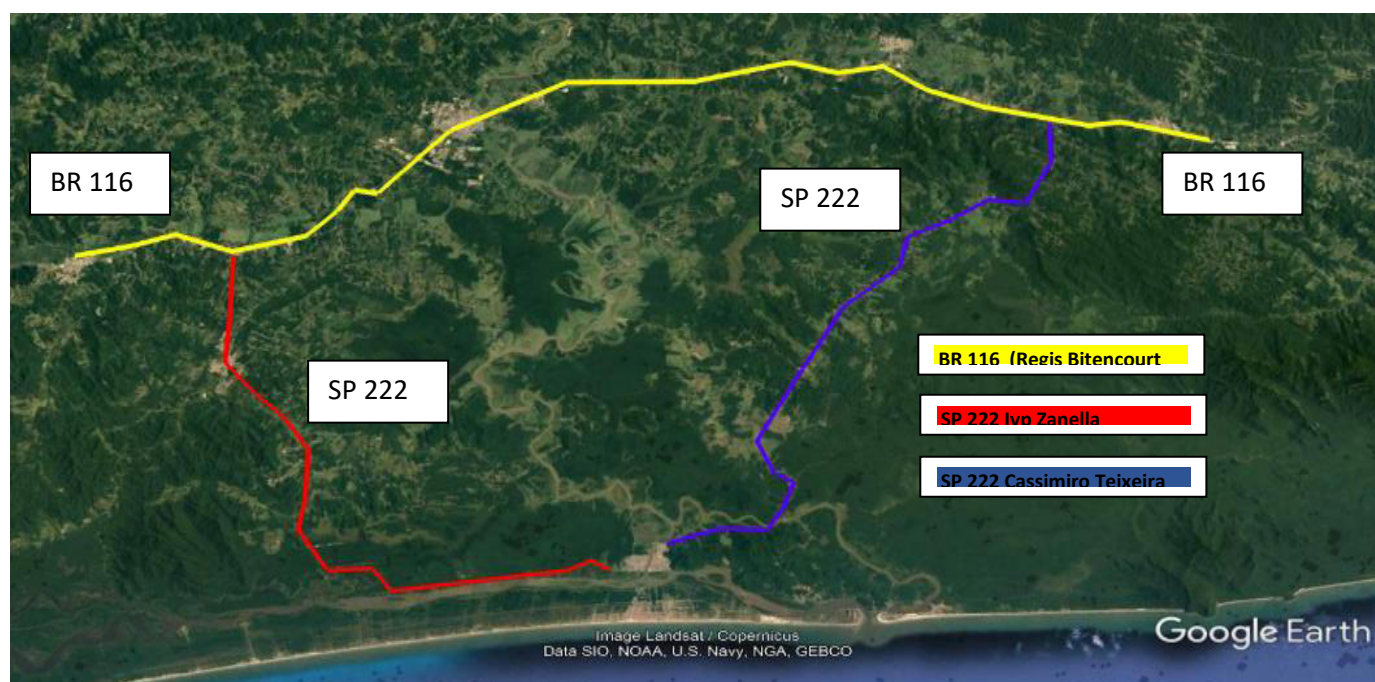 BR 116
SP 222
BR 116
SP 222
BR 116 (Regis Bitencourt
SP 222 Ivp Zanella
SP 222 Cassimiro Teixeira
Google Earth
Image Landsat / Copernicus
Data SIO, NOAA, U.S. Navy, NGA, GEBCO